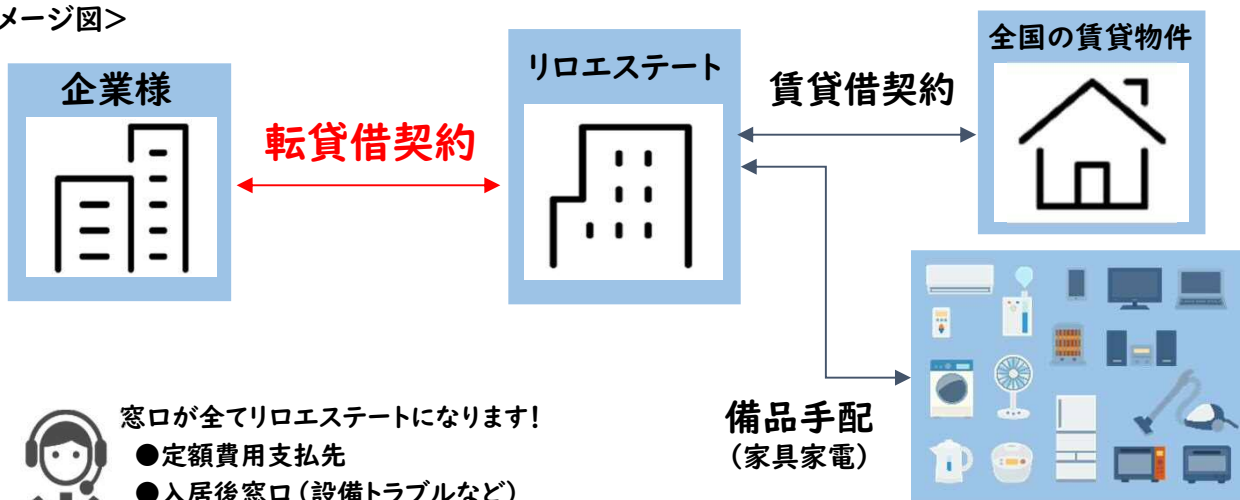 メージ図>
企業様
転貸借契約
リロエステート
賃貸借契約
全国の賃貸物件
備品手配
(家具家電)
窓口が全てリロエステートになります!
●定額費用支払先
●入居後窓口(設備トラブルなど)